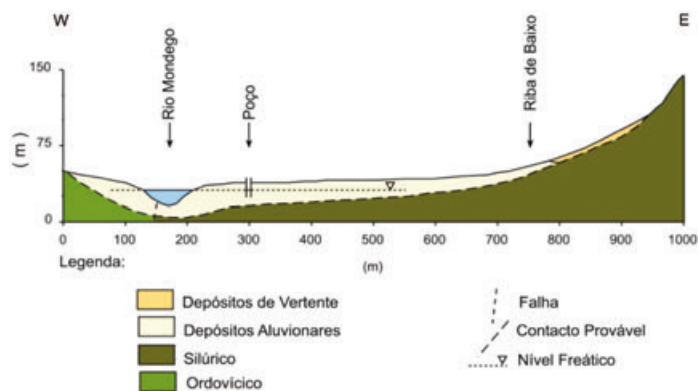 W
E
Rio Mondego
Poço
Riba de Baixo
150
75
0
( m )
0
100
200
300
400
500
600
700
800
900
1000
(m)
Legenda:
Depósitos de Vertente
Depósitos Aluvionares
Silúrico
Ordovícico
Falha
Contacto Provável
Nível Freático